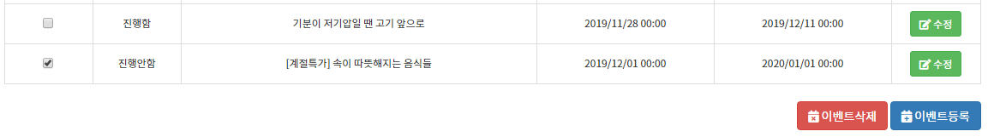 진행함 기분이 저기압일 땐 고기 앞으로 2019/11/28 00:00 2019/12/11 00:00 수정
진행안함 [계절특가] 속이 따뜻해지는 음식들 2019/12/01 00:00 2020/01/01 00:00 수정
이벤트삭제 이벤트등록